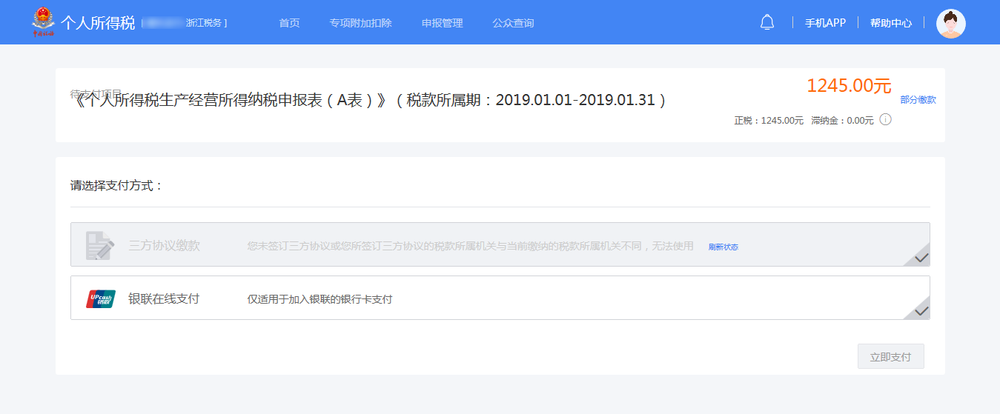 个人所得税 [ 浙江税务 ] 首页 专项附加扣除 申报管理 公众查询 手机APP 帮助中心
待支付项目
《个人所得税生产经营所得纳税申报表（A表）》（税款所属期：2019.01.01-2019.01.31）
1245.00元
部分缴款
正税：1245.00元 滞纳金：0.00元
请选择支付方式：
三方协议缴款 您未签订三方协议或您所签订三方协议的税款所属机关与当前缴纳的税款所属机关不同，无法使用 刷新状态
UPcash 银联 银联在线支付 仅适用于加入银联的银行卡支付
立即支付